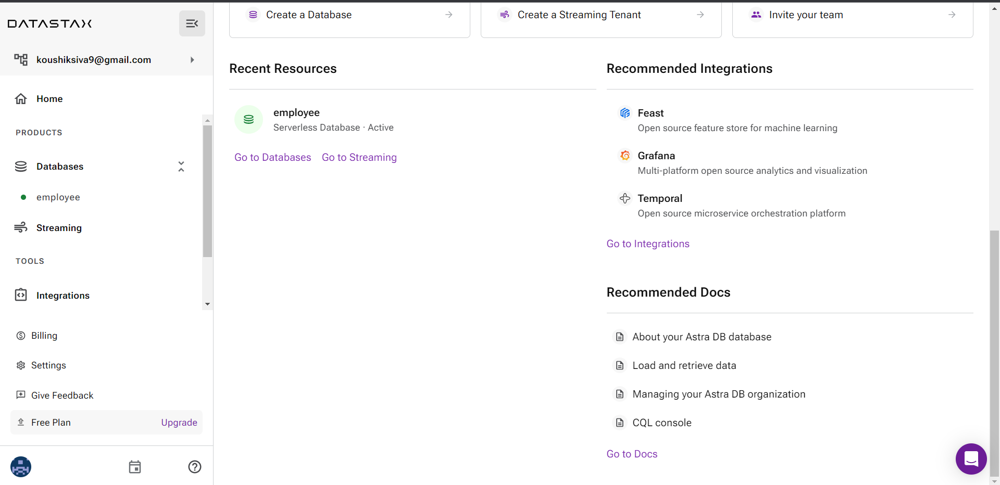 DATASTAX
koushiksiva9@gmail.com
Home
PRODUCTS
Databases
employee
Streaming
TOOLS
Integrations
Billing
Settings
Give Feedback
Free Plan Upgrade
Create a Database
Create a Streaming Tenant
Invite your team
Recent Resources
employee
Serverless Database · Active
Go to Databases Go to Streaming
Recommended Integrations
Feast
Open source feature store for machine learning
Grafana
Multi-platform open source analytics and visualization
Temporal
Open source microservice orchestration platform
Go to Integrations
Recommended Docs
About your Astra DB database
Load and retrieve data
Managing your Astra DB organization
CQL console
Go to Docs